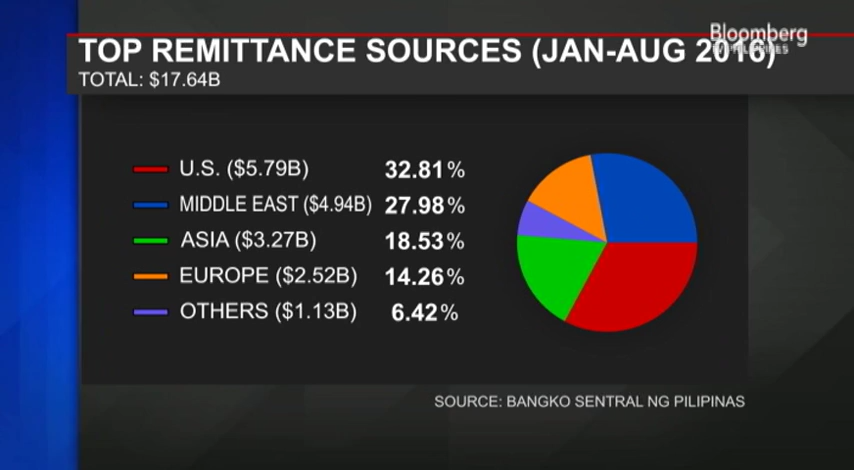 Bloomberg
TV PHILIPPINES
TOP REMITTANCE SOURCES (JAN-AUG 2016)
TOTAL: $17.64B
U.S. ($5.79B) 32.81%
MIDDLE EAST ($4.94B) 27.98%
ASIA ($3.27B) 18.53%
EUROPE ($2.52B) 14.26%
OTHERS ($1.13B) 6.42%
SOURCE: BANGKO SENTRAL NG PILIPINAS